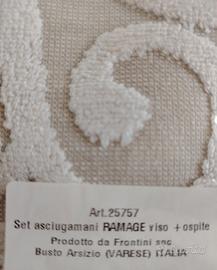 Art.25757
Set asciugamani RAMAGE viso + ospite
Prodotto da Frontini snc
Busto Arsizio (VARESE) ITALIA